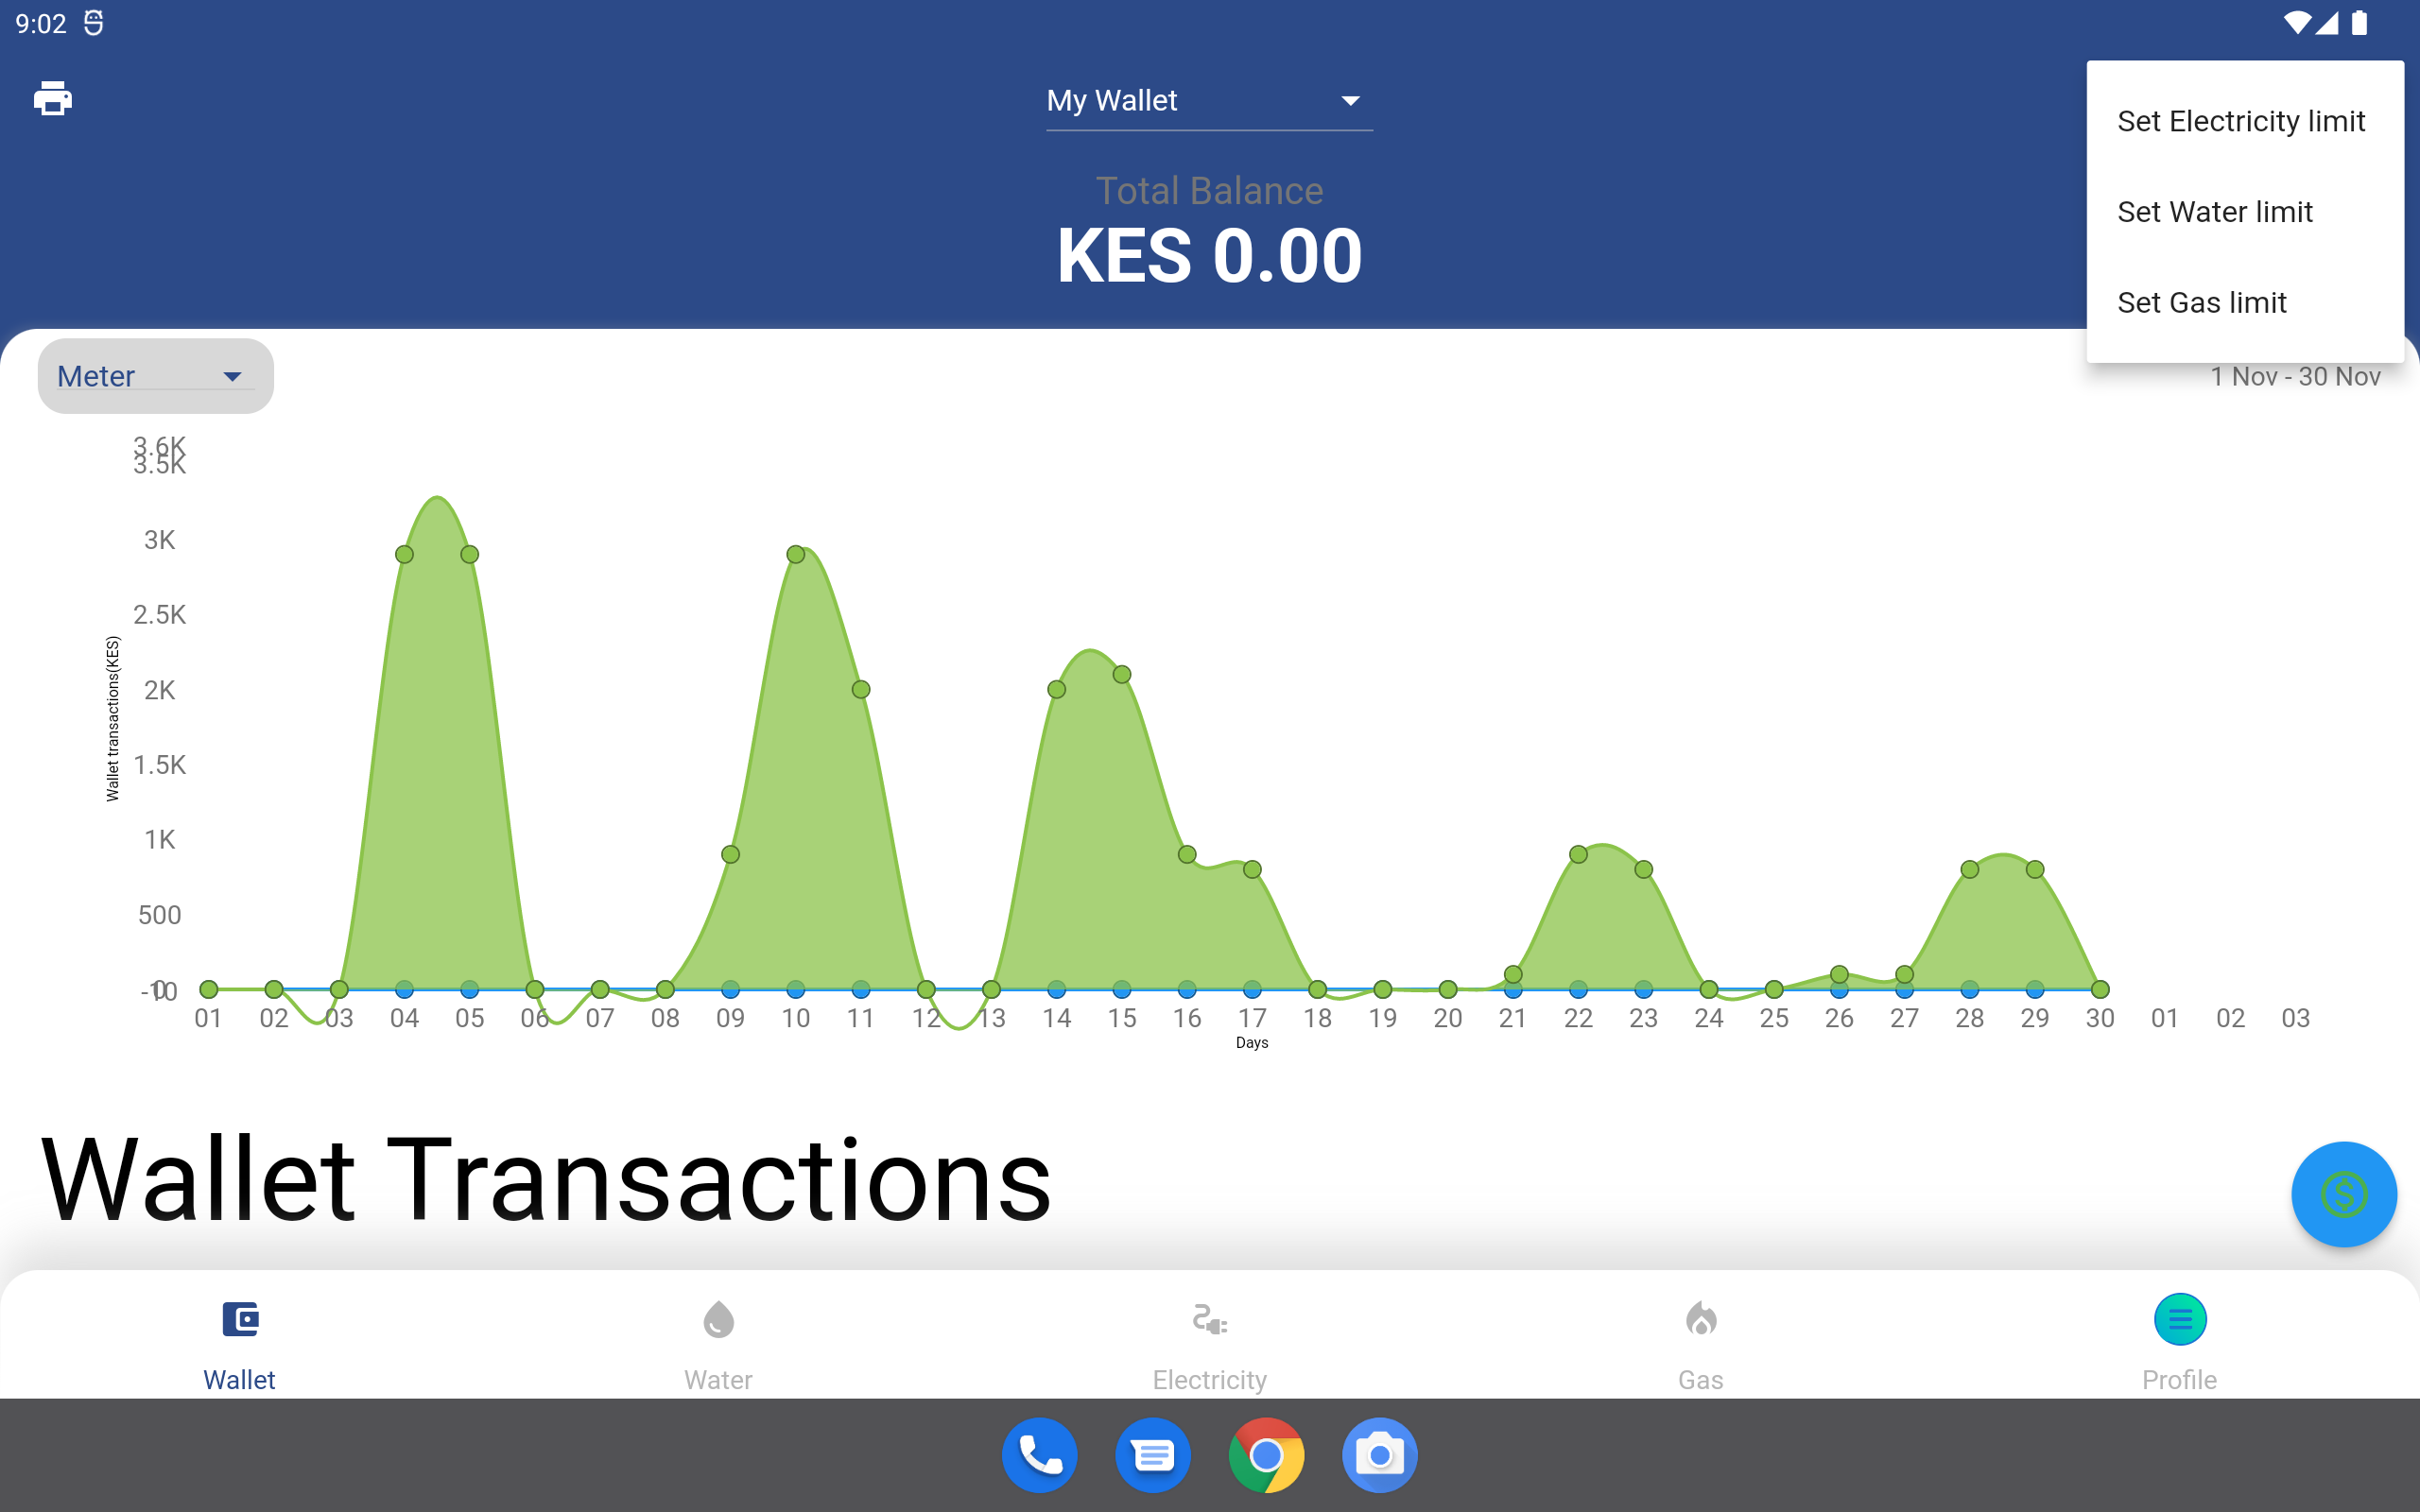 9:02
My Wallet
Total Balance
KES 0.00
Set Electricity limit
Set Water limit
Set Gas limit
Meter
1 Nov - 30 Nov
3.6K
3.5K
3K
2.5K
2K
1.5K
1K
500
0
-10
Wallet transactions(KES)
01 02 03 04 05 06 07 08 09 10 11 12 13 14 15 16 17 18 19 20 21 22 23 24 25 26 27 28 29 30 01 02 03
Days
Wallet Transactions
Wallet
Water
Electricity
Gas
Profile